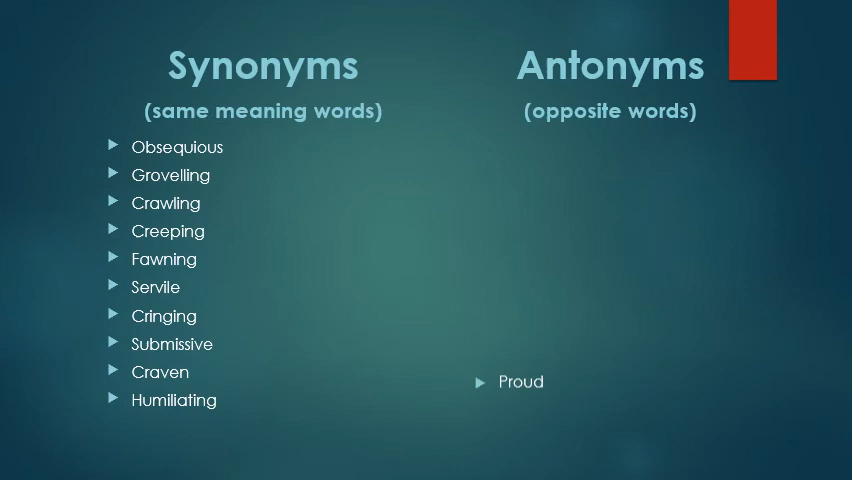 Synonyms
(same meaning words)
Obsequious
Grovelling
Crawling
Creeping
Fawning
Servile
Cringing
Submissive
Craven
Humiliating
Antonyms
(opposite words)
Proud